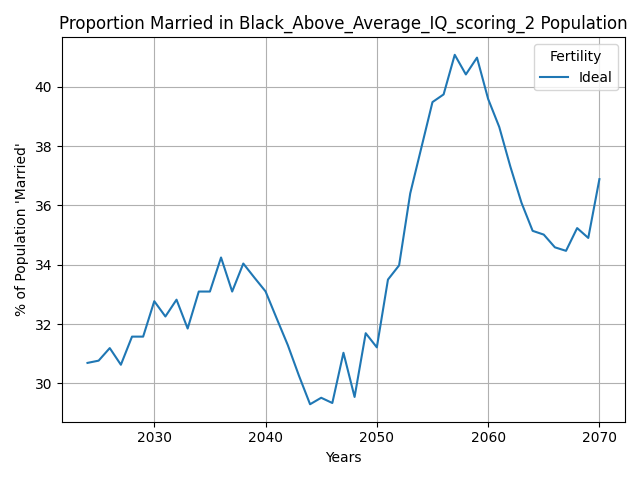 Proportion Married in Black_Above_Average_IQ_scoring_2 Population
% of Population 'Married'
Fertility
Ideal
40
38
36
34
32
30
2030 2040 2050 2060 2070
Years